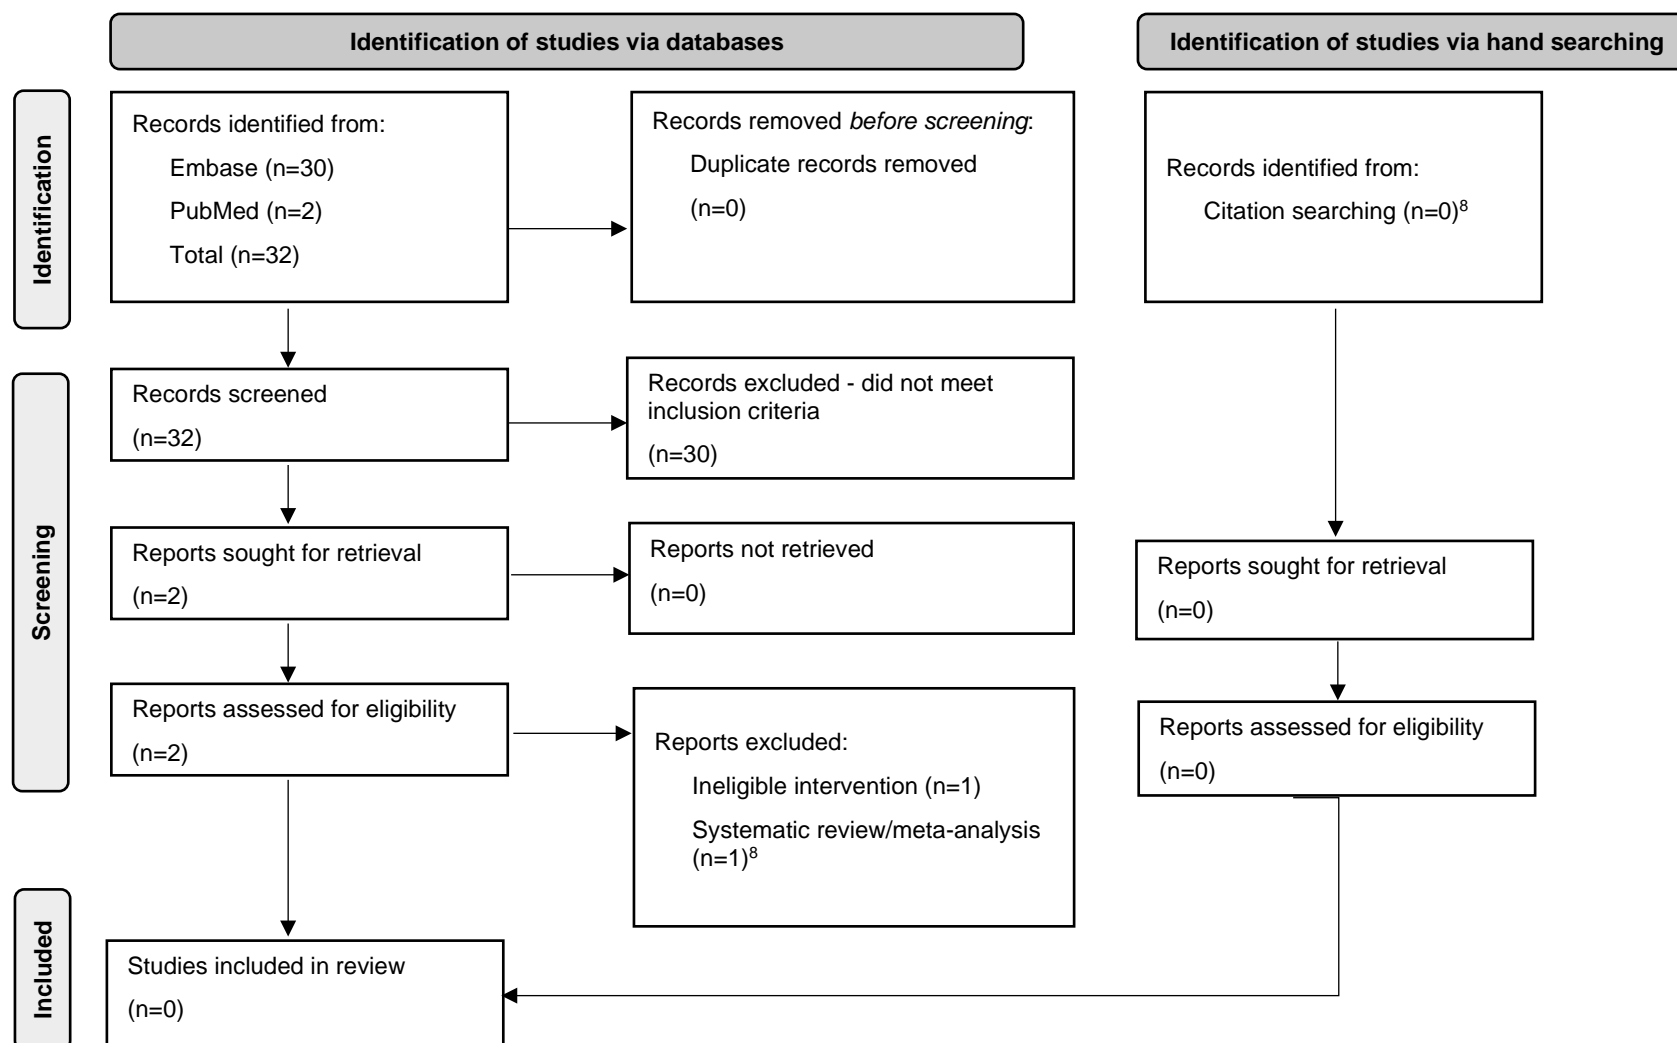 Identification of studies via databases
Identification of studies via hand searching
Identification
Records identified from:
Embase (n=30)
PubMed (n=2)
Total (n=32)
Records removed before screening:
Duplicate records removed
(n=0)
Records identified from:
Citation searching (n=0)⁸
Screening
Records screened
(n=32)
Records excluded - did not meet
inclusion criteria
(n=30)
Reports sought for retrieval
(n=2)
Reports not retrieved
(n=0)
Reports sought for retrieval
(n=0)
Reports assessed for eligibility
(n=2)
Reports excluded:
Ineligible intervention (n=1)
Systematic review/meta-analysis
(n=1)⁸
Reports assessed for eligibility
(n=0)
Included
Studies included in review
(n=0)